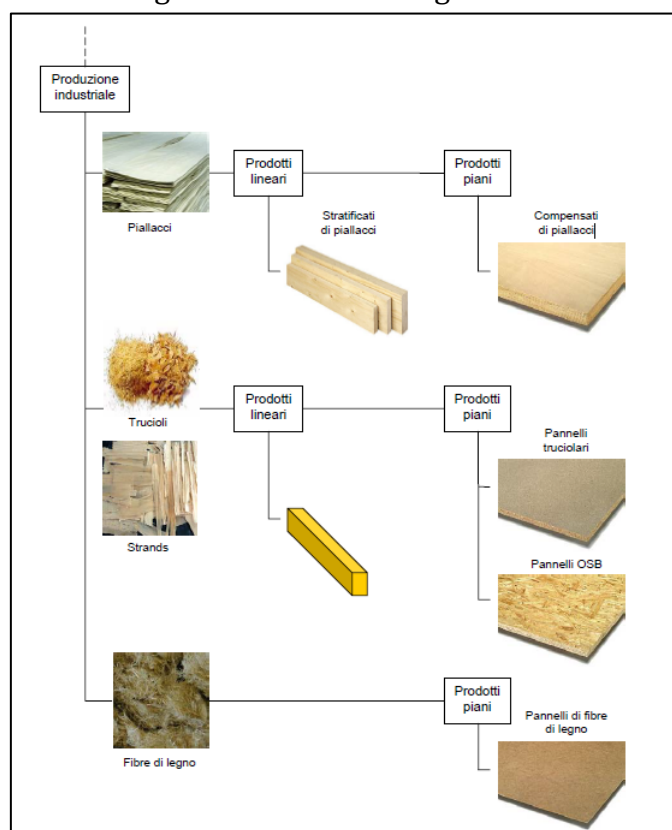 Produzione
industriale
Piallacci
Prodotti
lineari
Prodotti
piani
Stratificati
di piallacci
Compensati
di piallacci
Trucioli
Prodotti
lineari
Prodotti
piani
Pannelli
truciolari
Strands
Pannelli OSB
Fibre di legno
Prodotti
piani
Pannelli di fibre
di legno